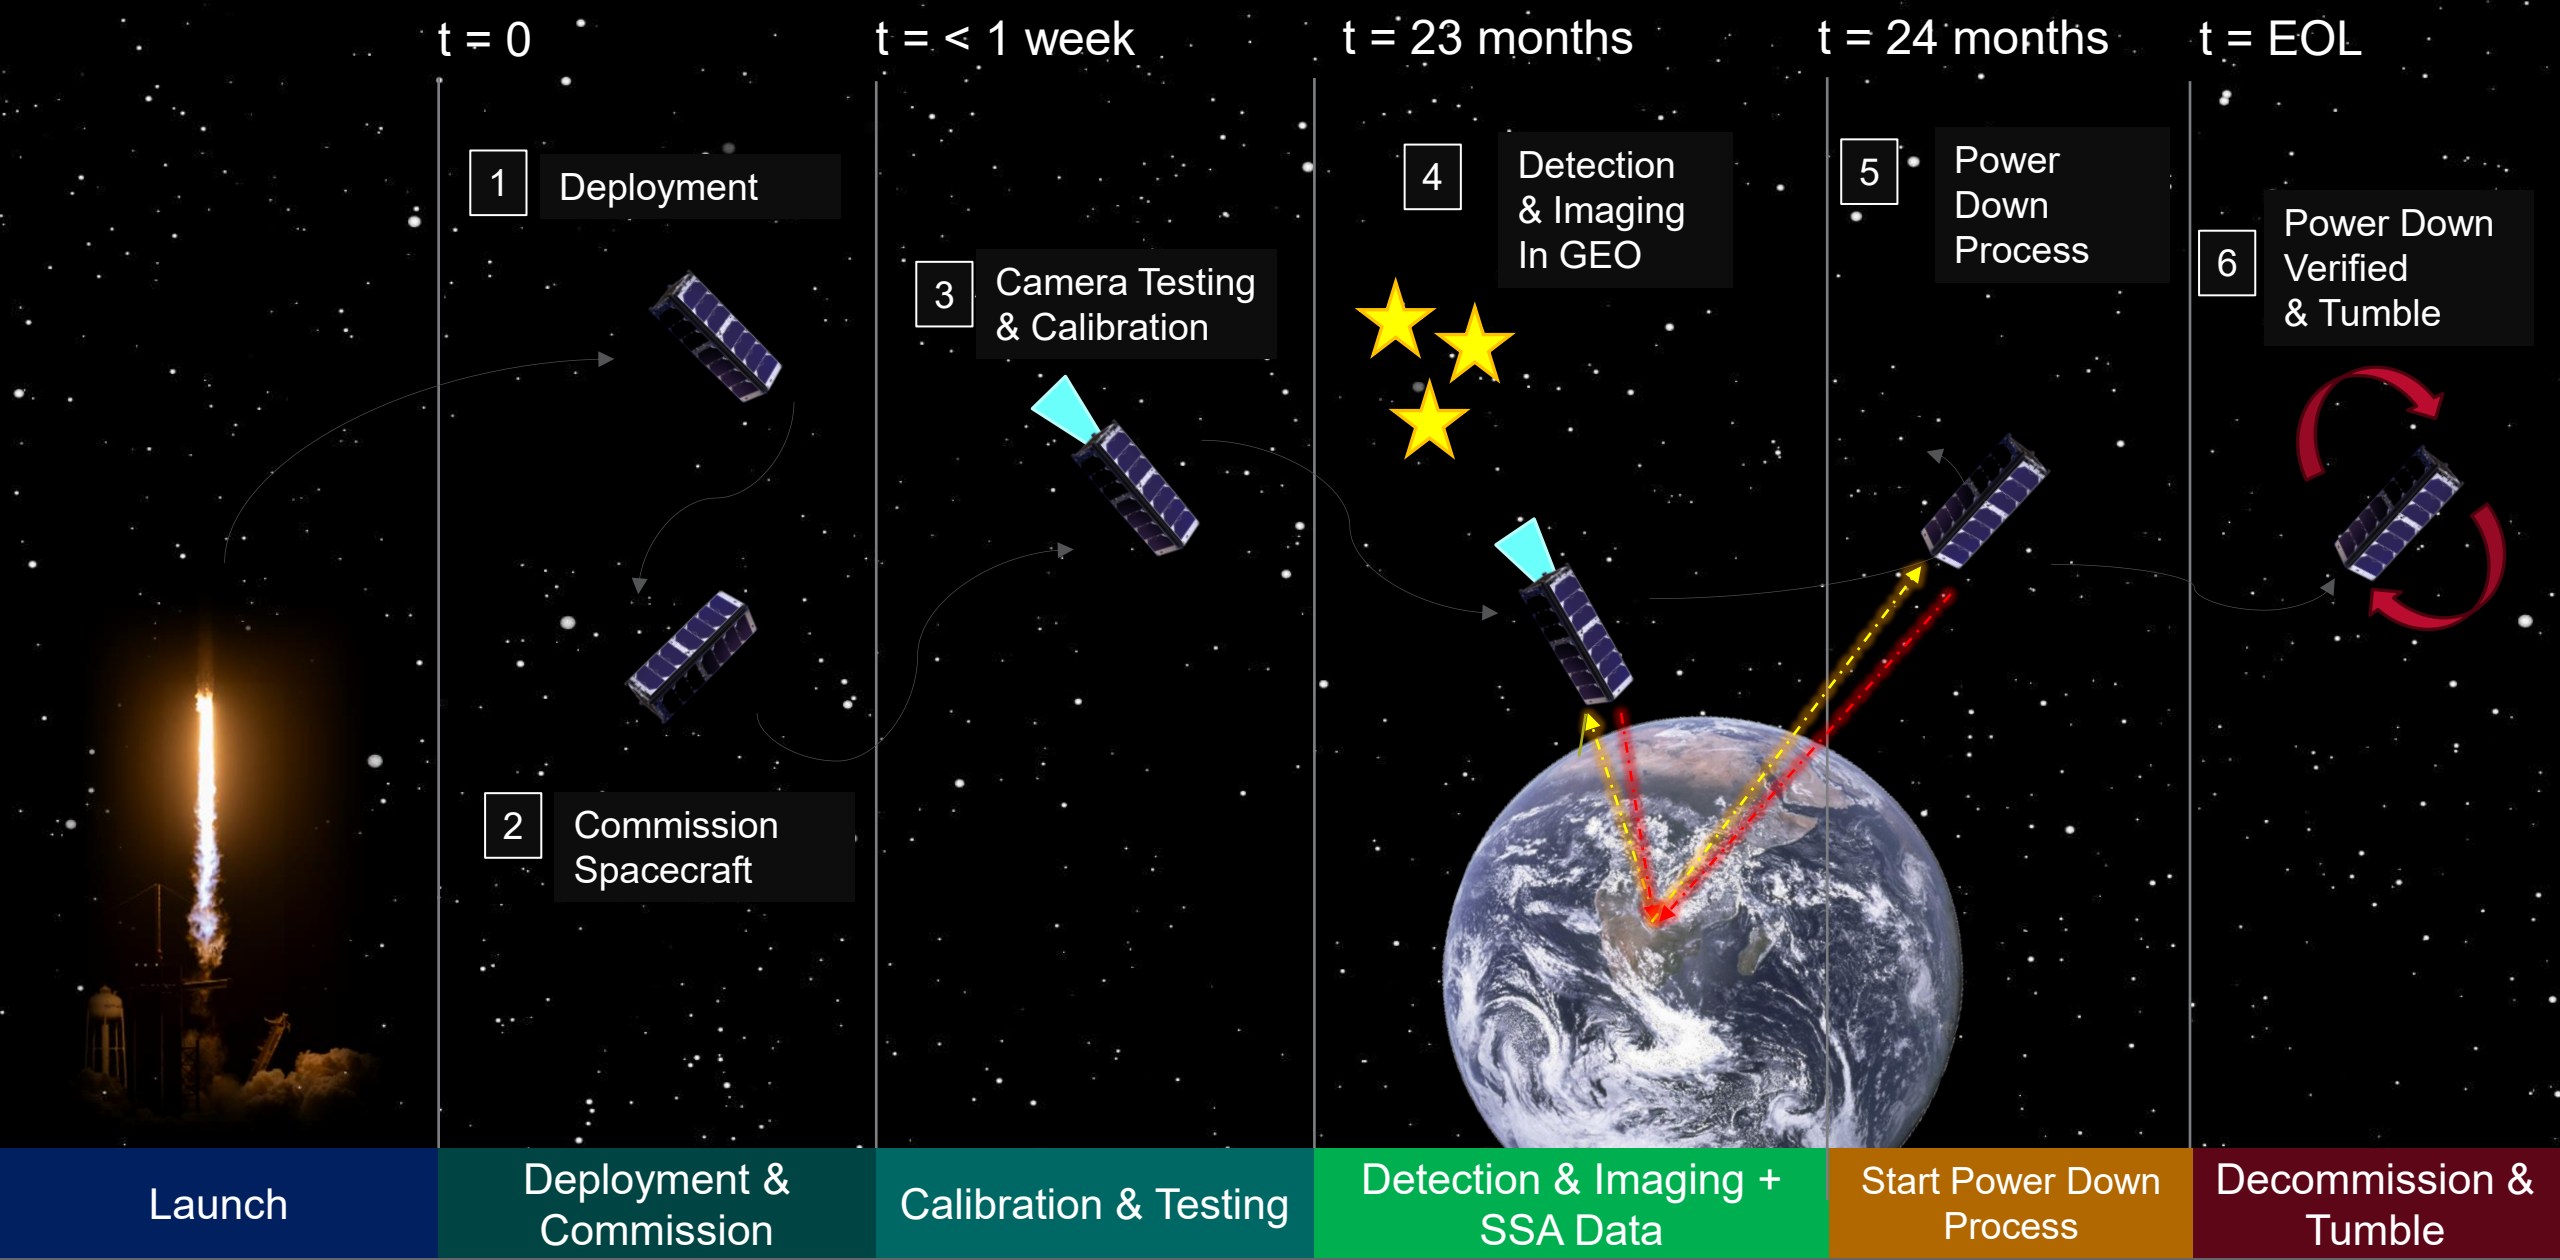 t = 0
t = < 1 week
t = 23 months
t = 24 months
t = EOL
1
Deployment
2
Commission
Spacecraft
3
Camera Testing
& Calibration
4
Detection
& Imaging
In GEO
5
Power
Down
Process
6
Power Down
Verified
& Tumble
Launch
Deployment &
Commission
Calibration & Testing
Detection & Imaging +
SSA Data
Start Power Down
Process
Decommission &
Tumble